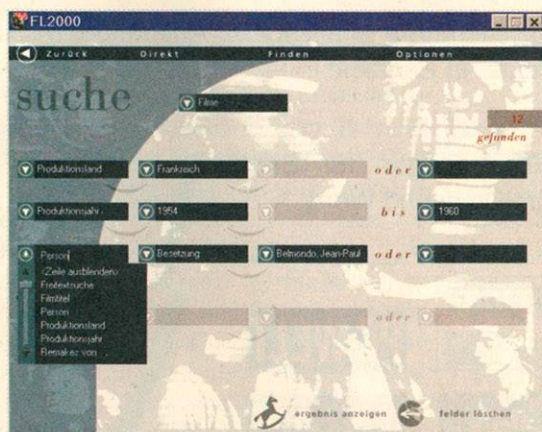 FL2000
Zurück Direkt Finden Optionen
suche
Filme
12
gefunden
Produktionsland Frankreich oder
Produktionsjahr 1954 bis 1960
Person Besetzung Belmondo, Jean-Paul oder
<Zeile ausblenden>
Freitextsuche
Filmtitel
Person
Produktionsland oder
Produktionsjahr
Remakes von
ergebnis anzeigen felder löschen